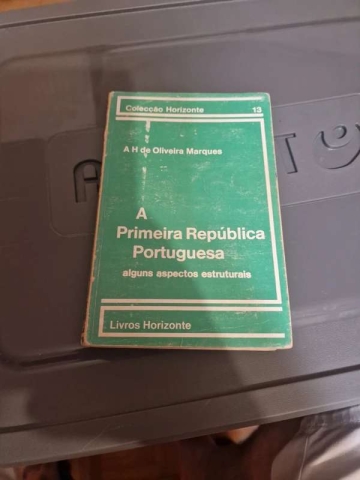 Colecção Horizonte 13
A H de Oliveira Marques
A
Primeira República
Portuguesa
alguns aspectos estruturais
Livros Horizonte